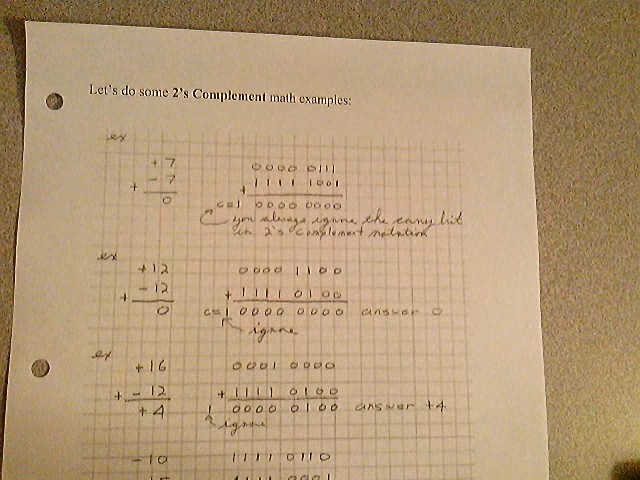 Let's do some 2's Complement math examples:
ex
+ 7 0000 0111
+ - 7 + 1111 1001
0 c=1 0000 0000
you always ignore the carry bit
in 2's complement notation
ex
+12 0000 1100
+ - 12 + 1111 0100
0 c=1 0000 0000 answer 0
ignore
ex
+16 0001 0000
+ - 12 + 1111 0100
+4 1 0000 0100 answer +4
ignore
-10 1111 0110